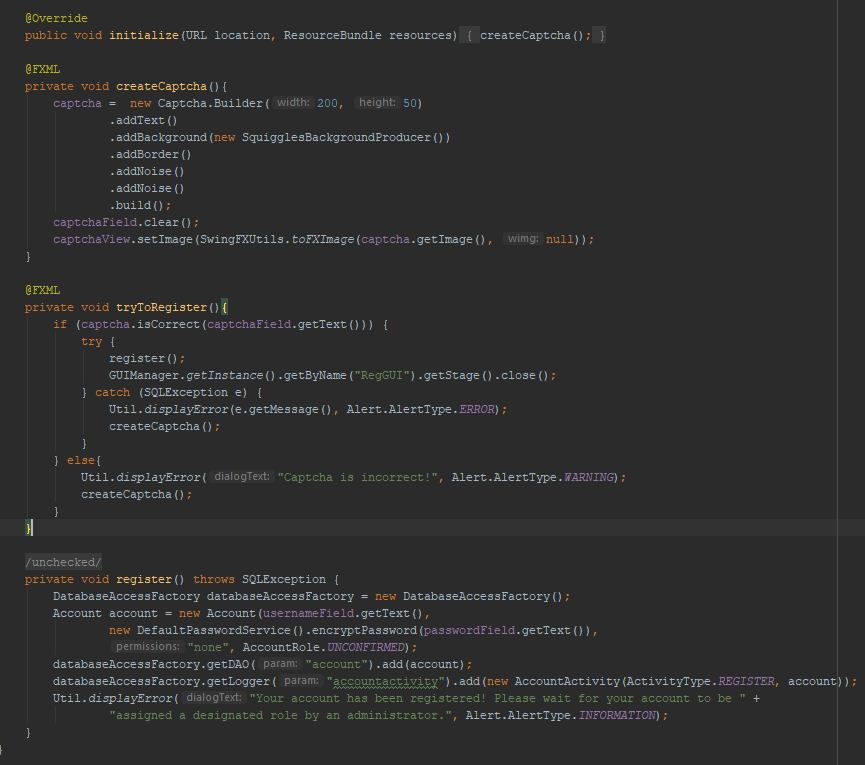 @Override
public void initialize(URL location, ResourceBundle resources) { createCaptcha(); }
@FXML
private void createCaptcha(){
captcha =  new Captcha.Builder( width: 200,  height: 50)
.addText()
.addBackground(new SquigglesBackgroundProducer())
.addBorder()
.addNoise()
.addNoise()
.build();
captchaField.clear();
captchaView.setImage(SwingFXUtils.toFXImage(captcha.getImage(),  wimg: null));
}
@FXML
private void tryToRegister(){
if (captcha.isCorrect(captchaField.getText())) {
try {
register();
GUIManager.getInstance().getByName("RegGUI").getStage().close();
} catch (SQLException e) {
Util.displayError(e.getMessage(), Alert.AlertType.ERROR);
createCaptcha();
}
} else{
Util.displayError( dialogText: "Captcha is incorrect!", Alert.AlertType.WARNING);
createCaptcha();
}
}
/unchecked/
private void register() throws SQLException {
DatabaseAccessFactory databaseAccessFactory = new DatabaseAccessFactory();
Account account = new Account(usernameField.getText(),
new DefaultPasswordService().encryptPassword(passwordField.getText()),
permissions: "none", AccountRole.UNCONFIRMED);
databaseAccessFactory.getDAO( param: "account").add(account);
databaseAccessFactory.getLogger( param: "accountactivity").add(new AccountActivity(ActivityType.REGISTER, account));
Util.displayError( dialogText: "Your account has been registered! Please wait for your account to be " +
"assigned a designated role by an administrator.", Alert.AlertType.INFORMATION);
}
}